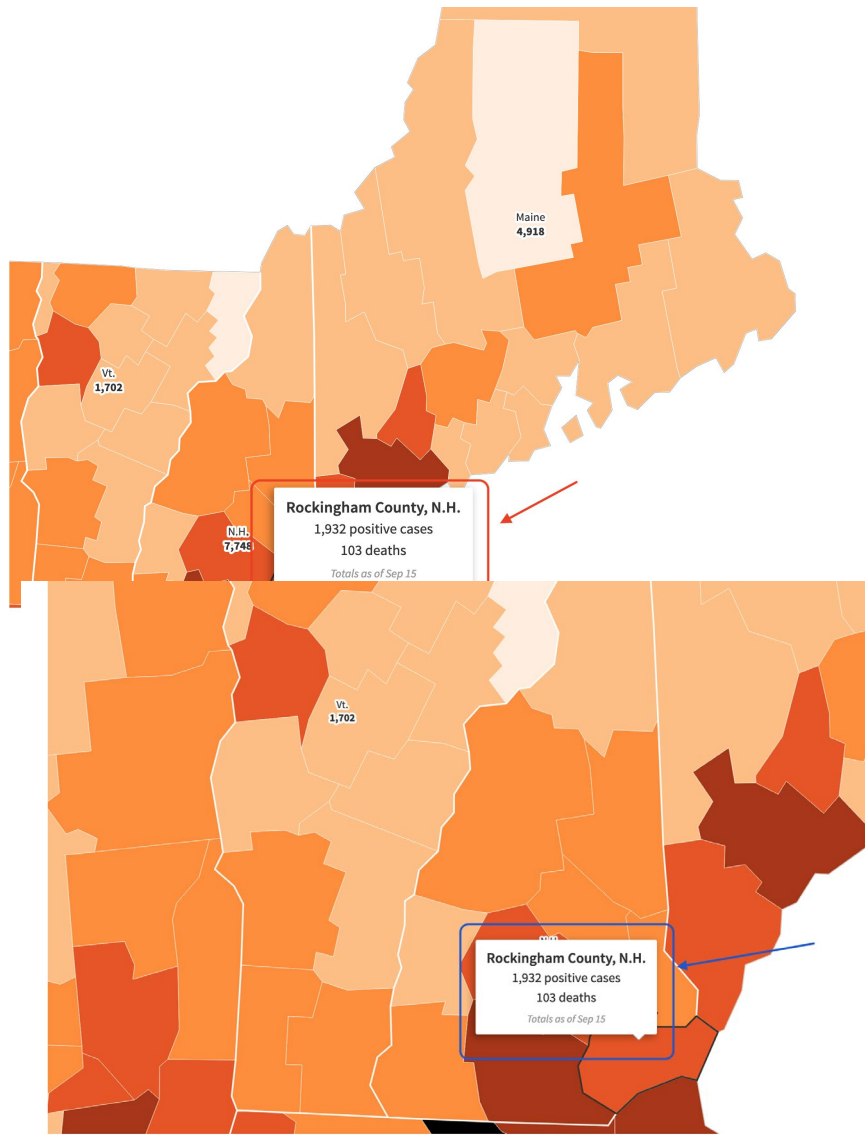 Maine
4,918
Vt.
1,702
N.H.
7,748
Rockingham County, N.H.
1,932 positive cases
103 deaths
Totals as of Sep 15
Vt.
1,702
Rockingham County, N.H.
1,932 positive cases
103 deaths
Totals as of Sep 15